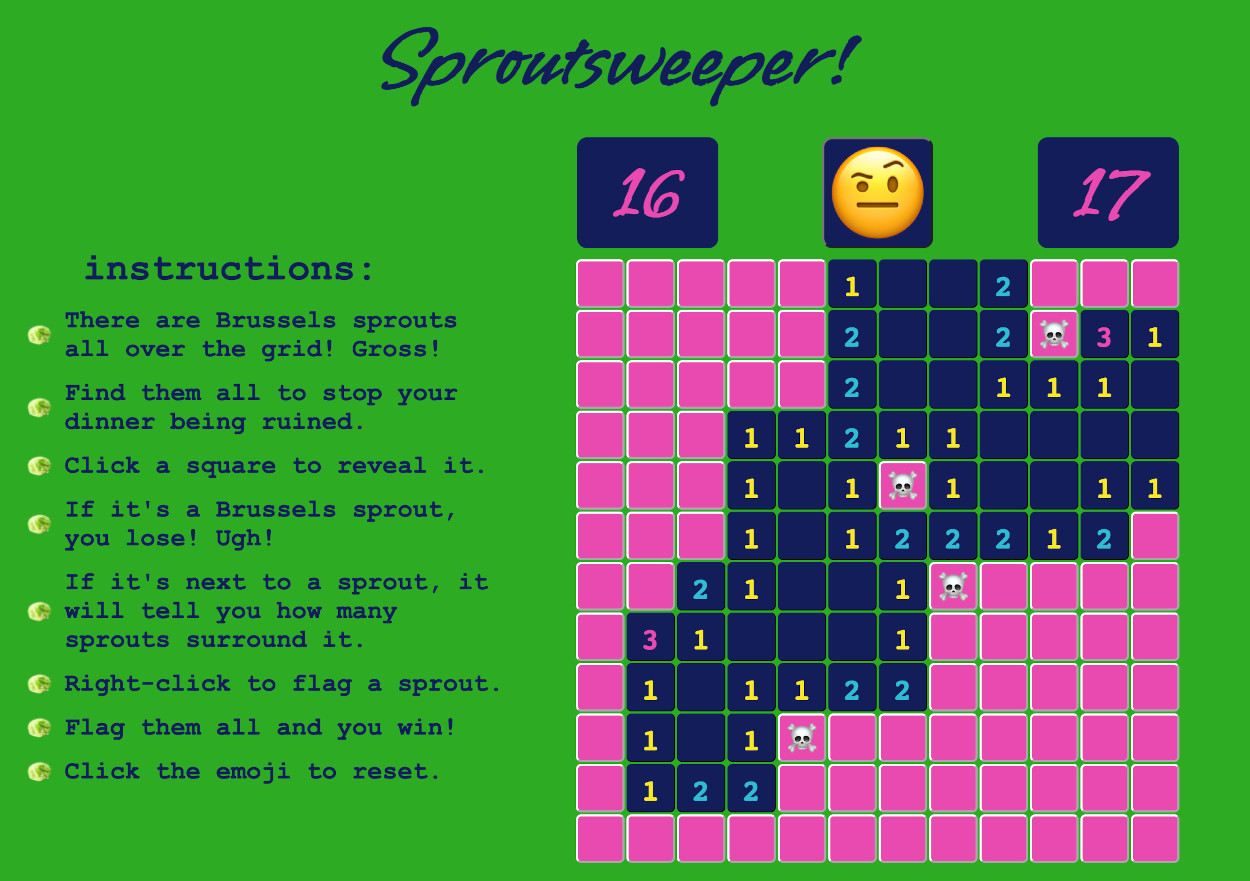 Sproutsweeper!
16 17
instructions:
There are Brussels sprouts
all over the grid! Gross!
Find them all to stop your
dinner being ruined.
Click a square to reveal it.
If it's a Brussels sprout,
you lose! Ugh!
If it's next to a sprout, it
will tell you how many
sprouts surround it.
Right-click to flag a sprout.
Flag them all and you win!
Click the emoji to reset.
1 2
2 2 3 1
2 1 1 1
1 1 2 1 1
1 1 1 1 1
1 1 2 2 2 1 2
2 1 1
3 1 1
1 1 1 2 2
1 1
1 2 2